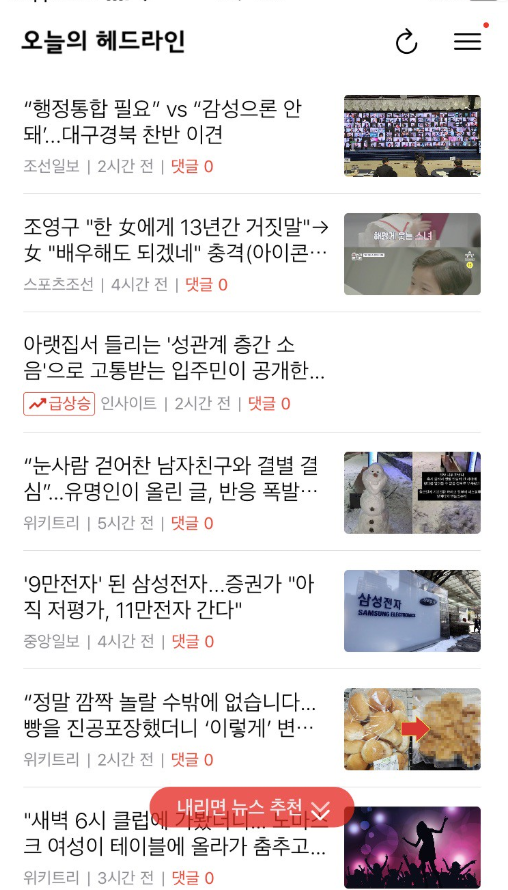 오늘의 헤드라인
“행정통합 필요” vs “감성으론 안
돼’…대구경북 찬반 이견
조선일보 | 2시간 전 | 댓글 0
조영구 "한 女에게 13년간 거짓말"→
女 "배우해도 되겠네" 충격(아이콘…
스포츠조선 | 4시간 전 | 댓글 0
해맑게 웃는 소녀
아랫집서 들리는 '성관계 층간 소
음'으로 고통받는 입주민이 공개한...
급상승 인사이트 | 2시간 전 | 댓글 0
“눈사람 걷어찬 남자친구와 결별 결
심”…유명인이 올린 글, 반응 폭발…
위키트리 | 5시간 전 | 댓글 0
'9만전자' 된 삼성전자…증권가 "아
직 저평가, 11만전자 간다"
중앙일보 | 4시간 전 | 댓글 0
삼성전자
SAMSUNG ELECTRONICS
“정말 깜짝 놀랄 수밖에 없습니다...
빵을 진공포장했더니 ‘이렇게’ 변…
위키트리 | 2시간 전 | 댓글 0
내리면 뉴스 추천
"새벽 6시 클럽에
크 여성이 테이블에 올라가 춤추고...
위키트리 | 3시간 전 | 댓글 0